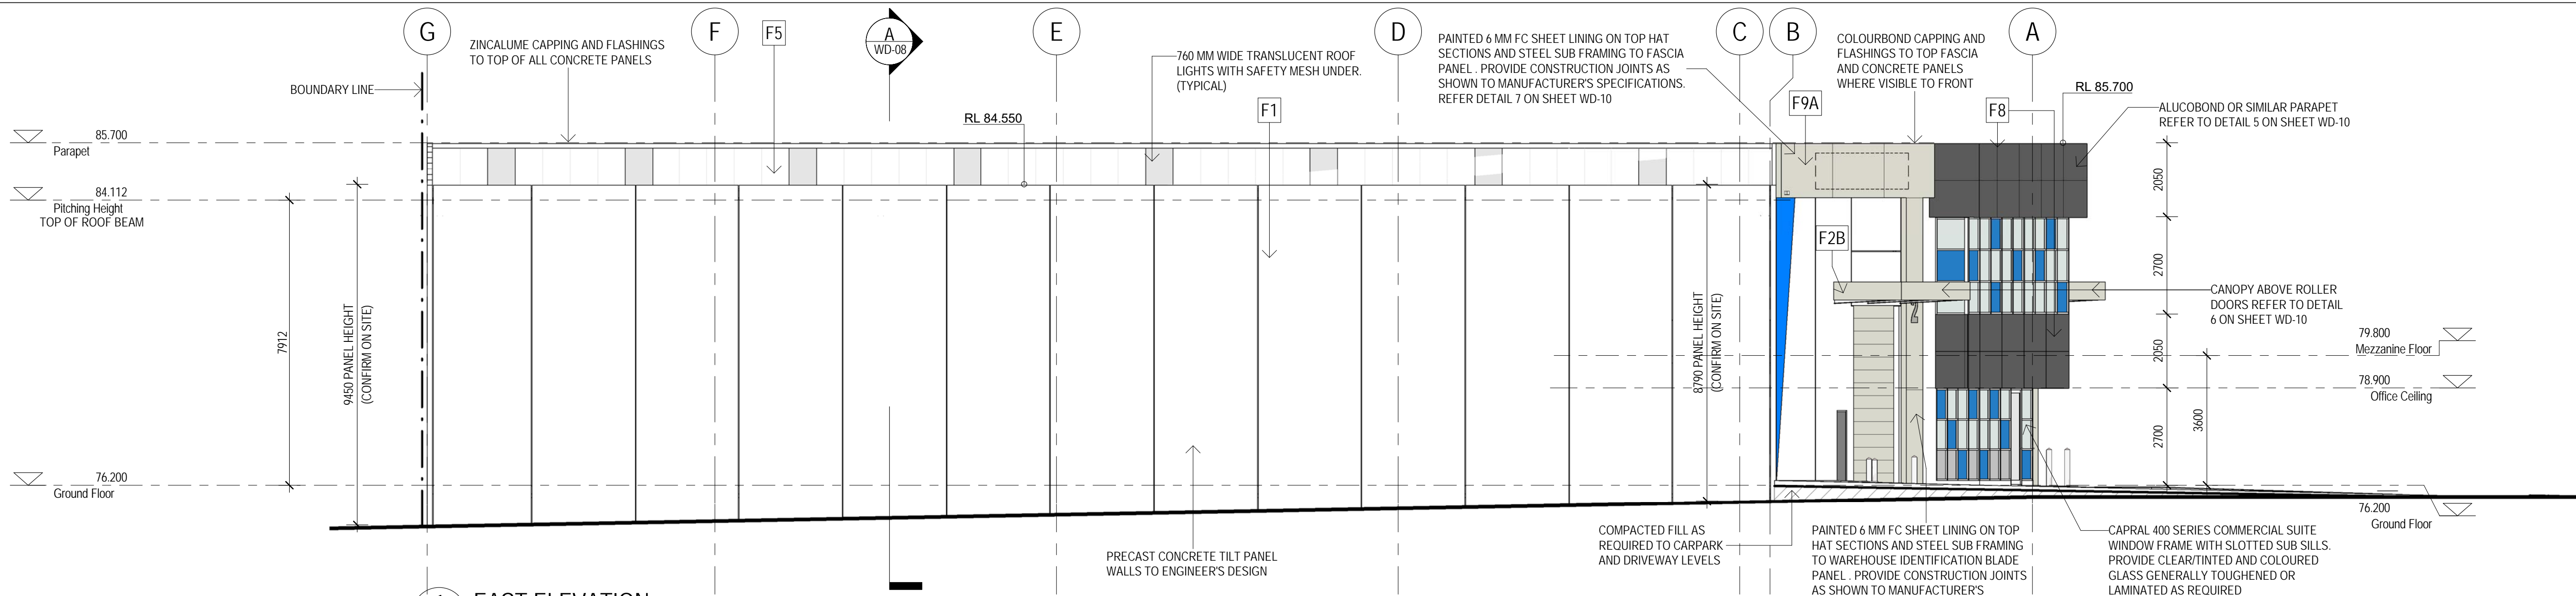 G
F
F5
A
WD-08
E
D
C
B
A
ZINCALUME CAPPING AND FLASHINGS
TO TOP OF ALL CONCRETE PANELS
BOUNDARY LINE
760 MM WIDE TRANSLUCENT ROOF
LIGHTS WITH SAFETY MESH UNDER.
(TYPICAL)
F1
RL 84.550
PAINTED 6 MM FC SHEET LINING ON TOP HAT
SECTIONS AND STEEL SUB FRAMING TO FASCIA
PANEL . PROVIDE CONSTRUCTION JOINTS AS
SHOWN TO MANUFACTURER'S SPECIFICATIONS.
REFER DETAIL 7 ON SHEET WD-10
COLOURBOND CAPPING AND
FLASHINGS TO TOP FASCIA
AND CONCRETE PANELS
WHERE VISIBLE TO FRONT
F9A
F8
RL 85.700
ALUCOBOND OR SIMILAR PARAPET
REFER TO DETAIL 5 ON SHEET WD-10
85.700
Parapet
84.112
Pitching Height
TOP OF ROOF BEAM
76.200
Ground Floor
7912
9450 PANEL HEIGHT
(CONFIRM ON SITE)
8790 PANEL HEIGHT
(CONFIRM ON SITE)
F2B
2
2050
2700
2050
2700
3600
CANOPY ABOVE ROLLER
DOORS REFER TO DETAIL
6 ON SHEET WD-10
79.800
Mezzanine Floor
78.900
Office Ceiling
76.200
Ground Floor
PRECAST CONCRETE TILT PANEL
WALLS TO ENGINEER'S DESIGN
COMPACTED FILL AS
REQUIRED TO CARPARK
AND DRIVEWAY LEVELS
PAINTED 6 MM FC SHEET LINING ON TOP
HAT SECTIONS AND STEEL SUB FRAMING
TO WAREHOUSE IDENTIFICATION BLADE
PANEL . PROVIDE CONSTRUCTION JOINTS
AS SHOWN TO MANUFACTURER'S
CAPRAL 400 SERIES COMMERCIAL SUITE
WINDOW FRAME WITH SLOTTED SUB SILLS.
PROVIDE CLEAR/TINTED AND COLOURED
GLASS GENERALLY TOUGHENED OR
LAMINATED AS REQUIRED
EAST ELEVATION